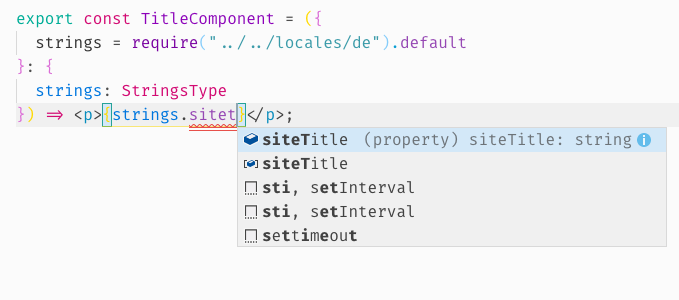 export const TitleComponent = ({
strings = require("../../locales/de").default
}: {
strings: StringsType
}) => <p>{strings.sitet}</p>;
siteTitle (property) siteTitle: string
siteTitle
sti, setInterval
sti, setInterval
settimeout